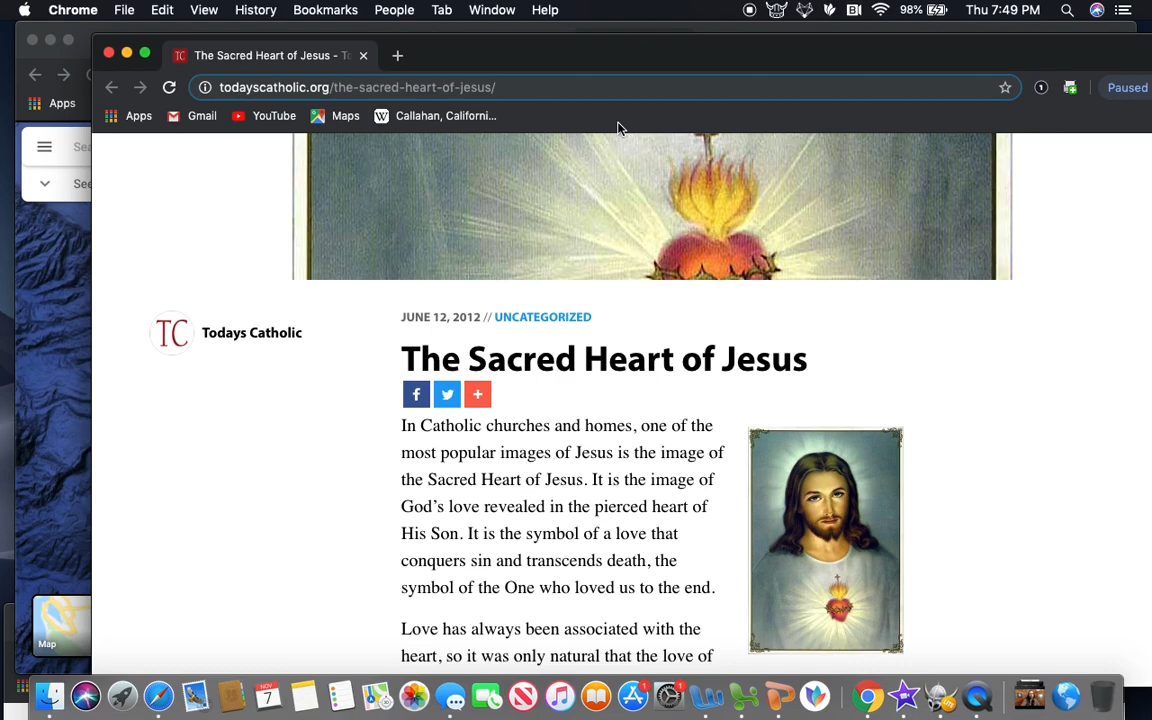 Chrome File Edit View History Bookmarks People Tab Window Help 98% Thu 7:49 PM
The Sacred Heart of Jesus - To
todayscatholic.org/the-sacred-heart-of-jesus/ Paused
Apps
Apps Gmail YouTube Maps Callahan, Californi...
Sea
See
JUNE 12, 2012 // UNCATEGORIZED
TC Todays Catholic
The Sacred Heart of Jesus
In Catholic churches and homes, one of the
most popular images of Jesus is the image of
the Sacred Heart of Jesus. It is the image of
God’s love revealed in the pierced heart of
His Son. It is the symbol of a love that
conquers sin and transcends death, the
symbol of the One who loved us to the end.
Love has always been associated with the
heart, so it was only natural that the love of
Map
NOV
7